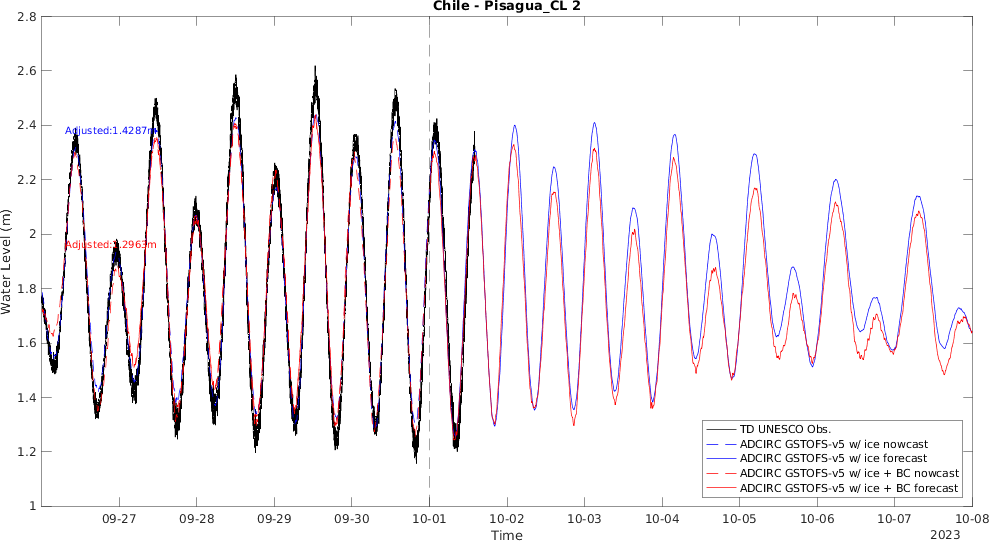 Chile - Pisagua_CL 2
Water Level (m)
2.8
2.6
2.4
2.2
2
1.8
1.6
1.4
1.2
1
Adjusted:1.4287m
Adjusted:1.2963m
TD UNESCO Obs.
ADCIRC GSTOFS-v5 w/ ice nowcast
ADCIRC GSTOFS-v5 w/ ice forecast
ADCIRC GSTOFS-v5 w/ ice + BC nowcast
ADCIRC GSTOFS-v5 w/ ice + BC forecast
09-27 09-28 09-29 09-30 10-01 10-02 10-03 10-04 10-05 10-06 10-07 10-08
Time
2023